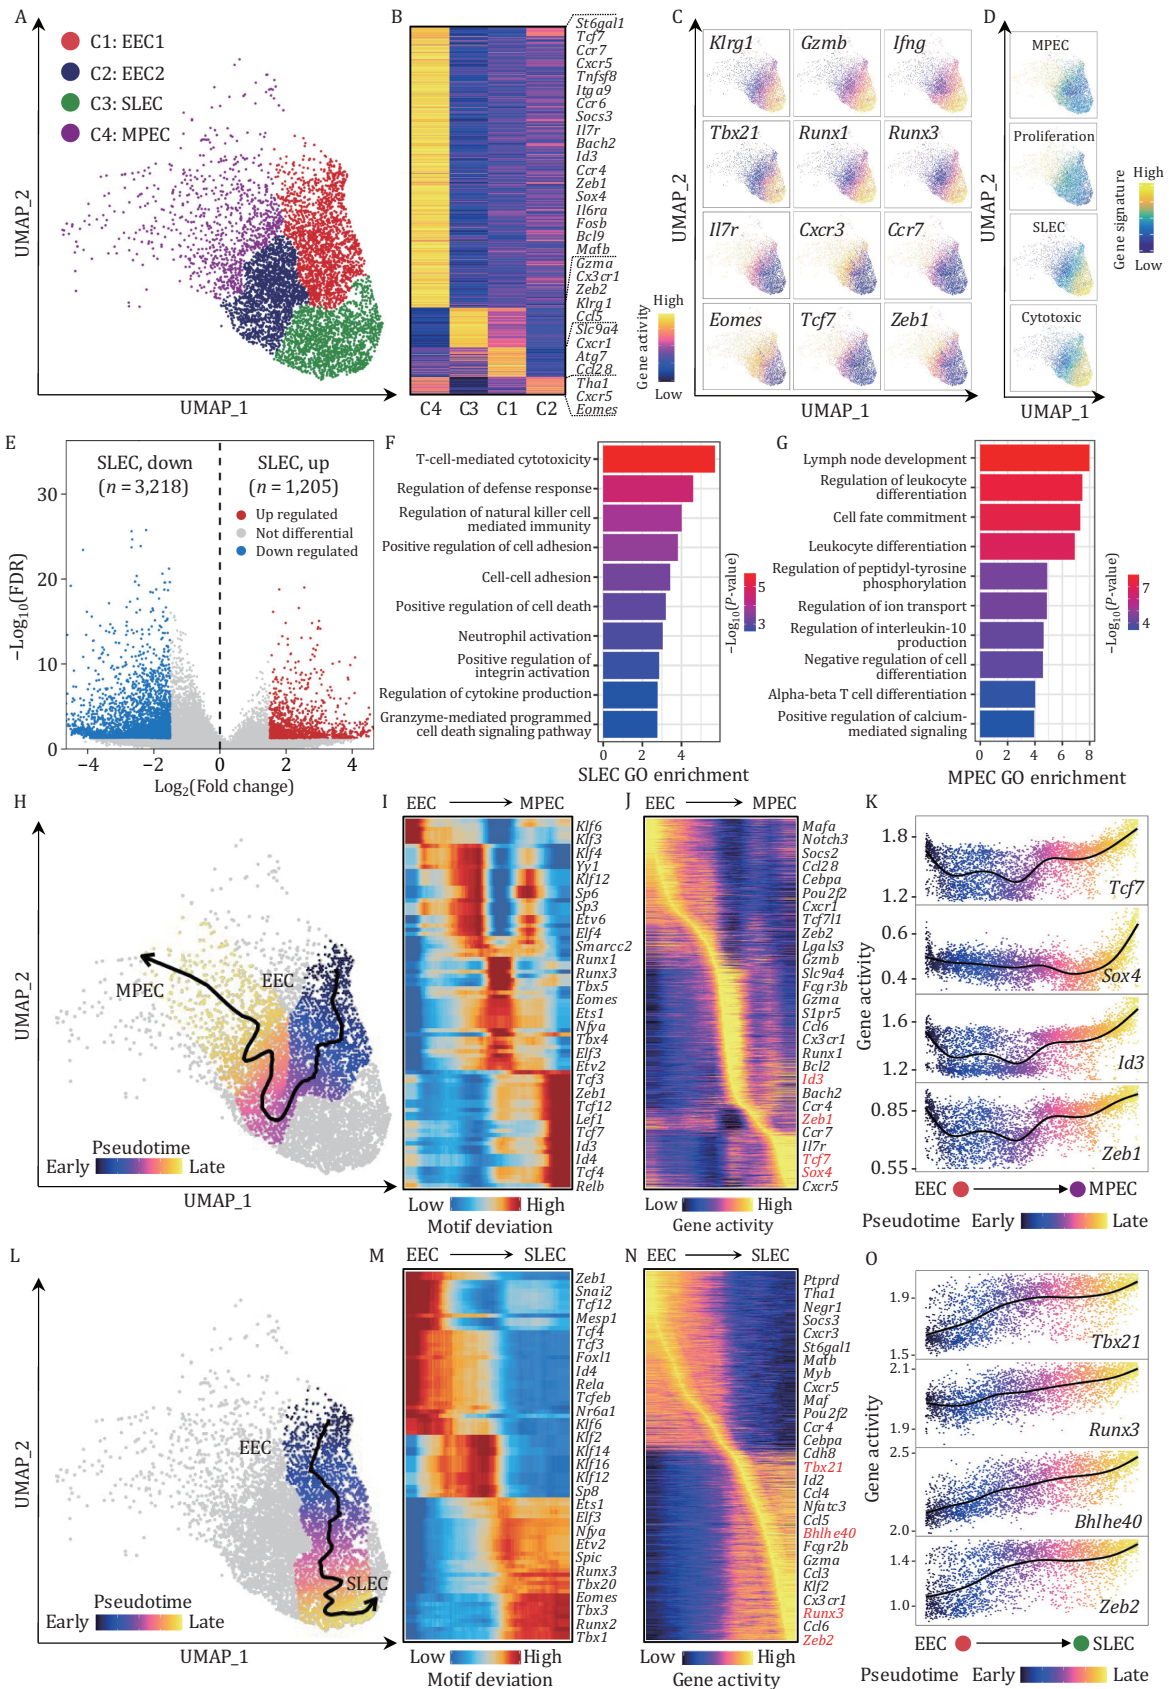 A
C1: EEC1
C2: EEC2
C3: SLEC
C4: MPEC
UMAP_2
UMAP_1
B
St6gal1
Tcf7
Ccr7
Cxcr5
Tnfsf8
Itga9
Ccr6
Socs3
Il7r
Bach2
Id3
Ccr4
Zeb1
Sox4
Il6ra
Fosb
Bcl9
Mafb
Gzma
Cx3cr1
Zeb2
Klrg1
Ccl5
Slc9a4
Cxcr1
Atg7
Ccl28
Tha1
Cxcr5
Eomes
C4 C3 C1 C2
High
Gene activity
Low
C
Klrg1 Gzmb Ifng
Tbx21 Runx1 Runx3
Il7r Cxcr3 Ccr7
Eomes Tcf7 Zeb1
UMAP_2
UMAP_1
D
MPEC
Proliferation
SLEC
Cytotoxic
UMAP_2
UMAP_1
High
Gene signature
Low
E
SLEC, down
(n = 3,218)
SLEC, up
(n = 1,205)
Up regulated
Not differential
Down regulated
−Log10(FDR)
30
20
10
0
−4 −2 0 2 4
Log2(Fold change)
F
T-cell-mediated cytotoxicity
Regulation of defense response
Regulation of natural killer cell
mediated immunity
Positive regulation of cell adhesion
Cell-cell adhesion
Positive regulation of cell death
Neutrophil activation
Positive regulation of
integrin activation
Regulation of cytokine production
Granzyme-mediated programmed
cell death signaling pathway
0 2 4
SLEC GO enrichment
−Log10(P-value)
5
3
G
Lymph node development
Regulation of leukocyte
differentiation
Cell fate commitment
Leukocyte differentiation
Regulation of peptidyl-tyrosine
phosphorylation
Regulation of ion transport
Regulation of interleukin-10
production
Negative regulation of cell
differentiation
Alpha-beta T cell differentiation
Positive regulation of calcium-
mediated signaling
0 2 4 6 8
MPEC GO enrichment
−Log10(P-value)
7
4
H
MPEC
EEC
Pseudotime
Early Late
UMAP_2
UMAP_1
I
EEC MPEC
Klf6
Klf3
Klf4
Yy1
Klf12
Sp6
Sp3
Etv6
Elf4
Smarcc2
Runx1
Runx3
Tbx5
Eomes
Ets1
Nfya
Tbx4
Elf3
Etv2
Tcf3
Zeb1
Tcf12
Lef1
Tcf7
Id3
Id4
Tcf4
Relb
Low High
Motif deviation
J
EEC MPEC
Mafa
Notch3
Socs2
Ccl28
Cebpa
Pou2f2
Cxcr1
Tcf7l1
Zeb2
Lgals3
Gzmb
Slc9a4
Fcgr3b
Gzma
S1pr5
Ccl6
Cx3cr1
Runx1
Bcl2
Id3
Bach2
Ccr4
Zeb1
Ccr7
Il7r
Tcf7
Sox4
Cxcr5
Low High
Gene activity
K
Gene activity
1.8
1.2
Tcf7
0.6
0.4
Sox4
1.6
1.2
Id3
0.85
0.55
Zeb1
EEC MPEC
Pseudotime Early Late
L
EEC
SLEC
Pseudotime
Early Late
UMAP_2
UMAP_1
M
EEC SLEC
Zeb1
Snai2
Tcf12
Mesp1
Tcf4
Tcf3
Foxl1
Id4
Rela
Tcfeb
Nr6a1
Klf6
Klf2
Klf14
Klf16
Klf12
Sp8
Ets1
Elf3
Nfya
Etv2
Spic
Runx3
Tbx20
Eomes
Tbx3
Runx2
Tbx1
Low High
Motif deviation
N
EEC SLEC
Ptprd
Tha1
Negr1
Socs3
Cxcr3
St6gal1
Mafb
Myb
Cxcr5
Maf
Pou2f2
Ccr4
Cebpa
Cdh8
Tbx21
Id2
Ccl4
Nfatc3
Ccl5
Bhlhe40
Fcgr2b
Gzma
Ccl3
Klf2
Cx3cr1
Runx3
Ccl6
Zeb2
Low High
Gene activity
O
Gene activity
1.9
1.5
Tbx21
2.1
1.9
Runx3
2.5
2.0
Bhlhe40
1.4
1.0
Zeb2
EEC SLEC
Pseudotime Early Late